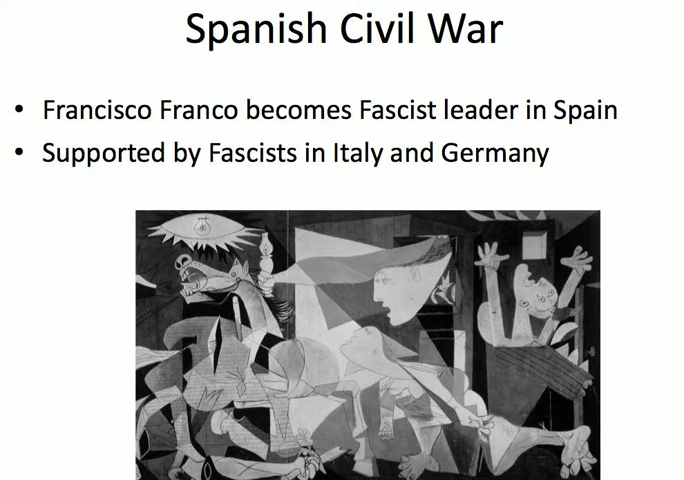 Spanish Civil War
• Francisco Franco becomes Fascist leader in Spain
• Supported by Fascists in Italy and Germany